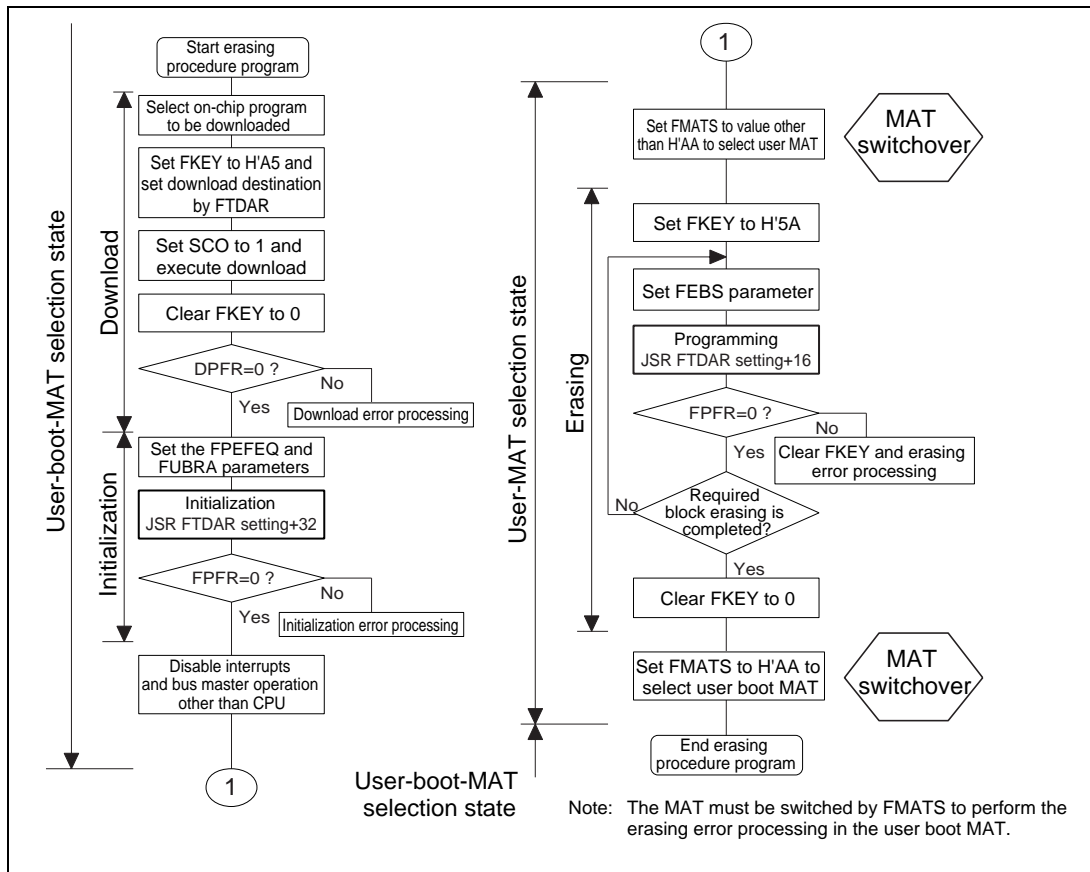 Start erasing
procedure program
Select on-chip program
to be downloaded
Set FKEY to H'A5 and
set download destination
by FTDAR
Set SCO to 1 and
execute download
Clear FKEY to 0
DPFR=0 ?
No
Yes
Download error processing
Set the FPEFEQ and
FUBRA parameters
Initialization
JSR FTDAR setting+32
FPFR=0 ?
No
Yes
Initialization error processing
Disable interrupts
and bus master operation
other than CPU
1
User-boot-MAT selection state
Download
Initialization
1
Set FMATS to value other
than H'AA to select user MAT
MAT
switchover
Set FKEY to H'5A
Set FEBS parameter
Programming
JSR FTDAR setting+16
FPFR=0 ?
No
Yes
Clear FKEY and erasing
error processing
Required
block erasing is
completed?
No
Yes
Clear FKEY to 0
Set FMATS to H'AA to
select user boot MAT
MAT
switchover
End erasing
procedure program
User-MAT selection state
Erasing
User-boot-MAT
selection state
Note: The MAT must be switched by FMATS to perform the
erasing error processing in the user boot MAT.